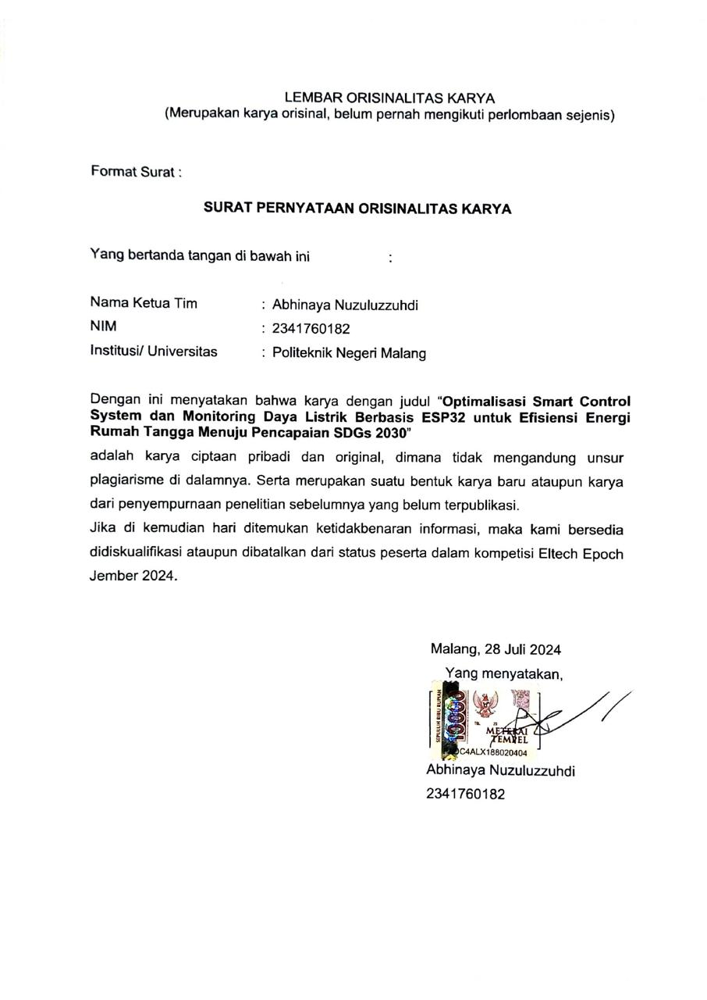 LEMBAR ORISINALITAS KARYA
(Merupakan karya orisinal, belum pernah mengikuti perlombaan sejenis)
Format Surat :
SURAT PERNYATAAN ORISINALITAS KARYA
Yang bertanda tangan di bawah ini :
Nama Ketua Tim : Abhinaya Nuzuluzzuhdi
NIM : 2341760182
Institusi/ Universitas : Politeknik Negeri Malang
Dengan ini menyatakan bahwa karya dengan judul “Optimalisasi Smart Control
System dan Monitoring Daya Listrik Berbasis ESP32 untuk Efisiensi Energi
Rumah Tangga Menuju Pencapaian SDGs 2030”
adalah karya ciptaan pribadi dan original, dimana tidak mengandung unsur
plagiarisme di dalamnya. Serta merupakan suatu bentuk karya baru ataupun karya
dari penyempurnaan penelitian sebelumnya yang belum terpublikasi.
Jika di kemudian hari ditemukan ketidakbenaran informasi, maka kami bersedia
didiskualifikasi ataupun dibatalkan dari status peserta dalam kompetisi Eltech Epoch
Jember 2024.
Malang, 28 Juli 2024
Yang menyatakan,
SEPULUH RIBU RUPIAH
10000
METERAI
TEMPEL
C4ALX188020404
Abhinaya Nuzuluzzuhdi
2341760182